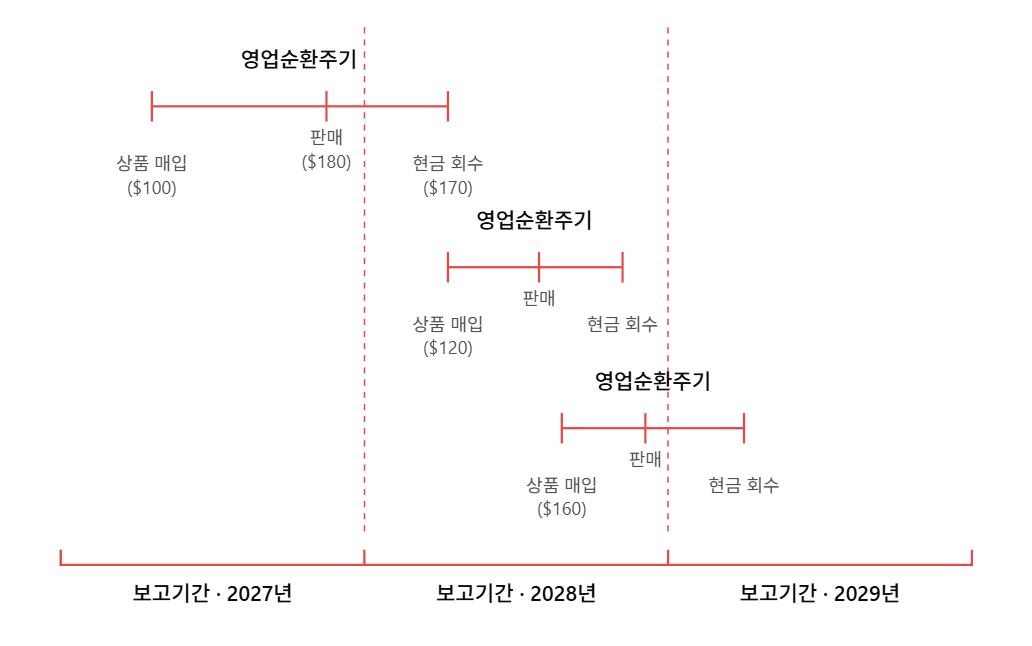 영업순환주기
판매
($180)
상품 매입
($100)
현금 회수
($170)
영업순환주기
판매
상품 매입
($120)
현금 회수
영업순환주기
판매
상품 매입
($160)
현금 회수
보고기간 · 2027년
보고기간 · 2028년
보고기간 · 2029년